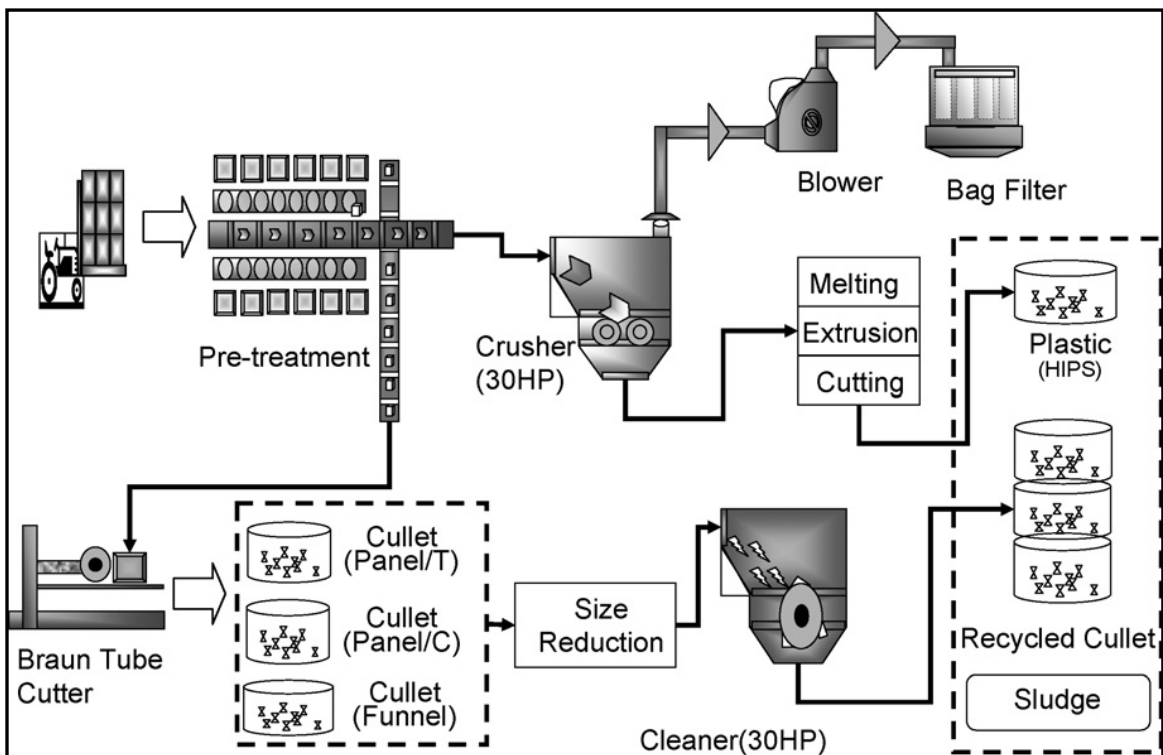 Blower
Bag Filter
Pre-treatment
Crusher
(30HP)
Melting
Extrusion
Cutting
Plastic
(HIPS)
Braun Tube
Cutter
Cullet
(Panel/T)
Cullet
(Panel/C)
Cullet
(Funnel)
Size
Reduction
Cleaner(30HP)
Recycled Cullet
Sludge